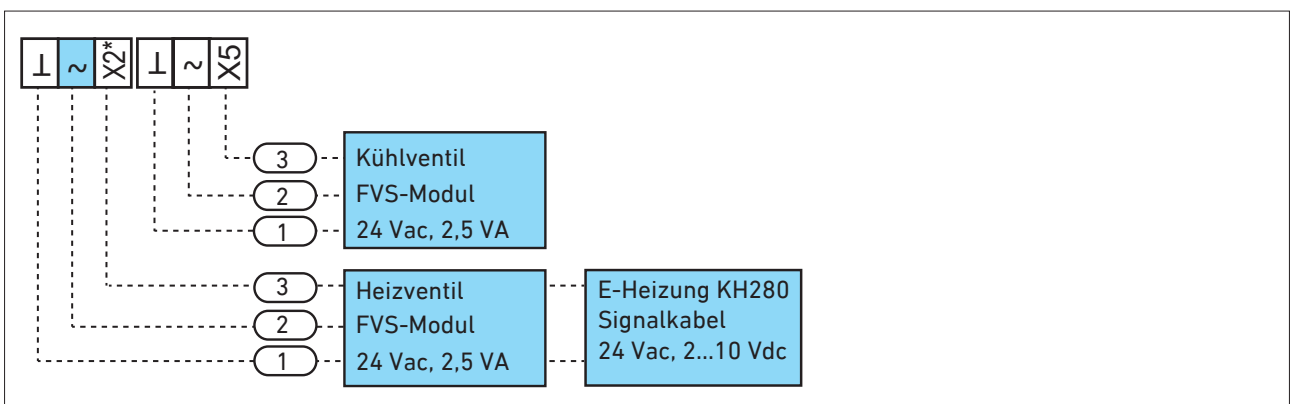 ⊥ ~ X2* ⊥ ~ X5
3 Kühlventil
2 FVS-Modul
1 24 Vac, 2,5 VA
3 Heizventil
2 FVS-Modul
1 24 Vac, 2,5 VA
E-Heizung KH280
Signalkabel
24 Vac, 2...10 Vdc